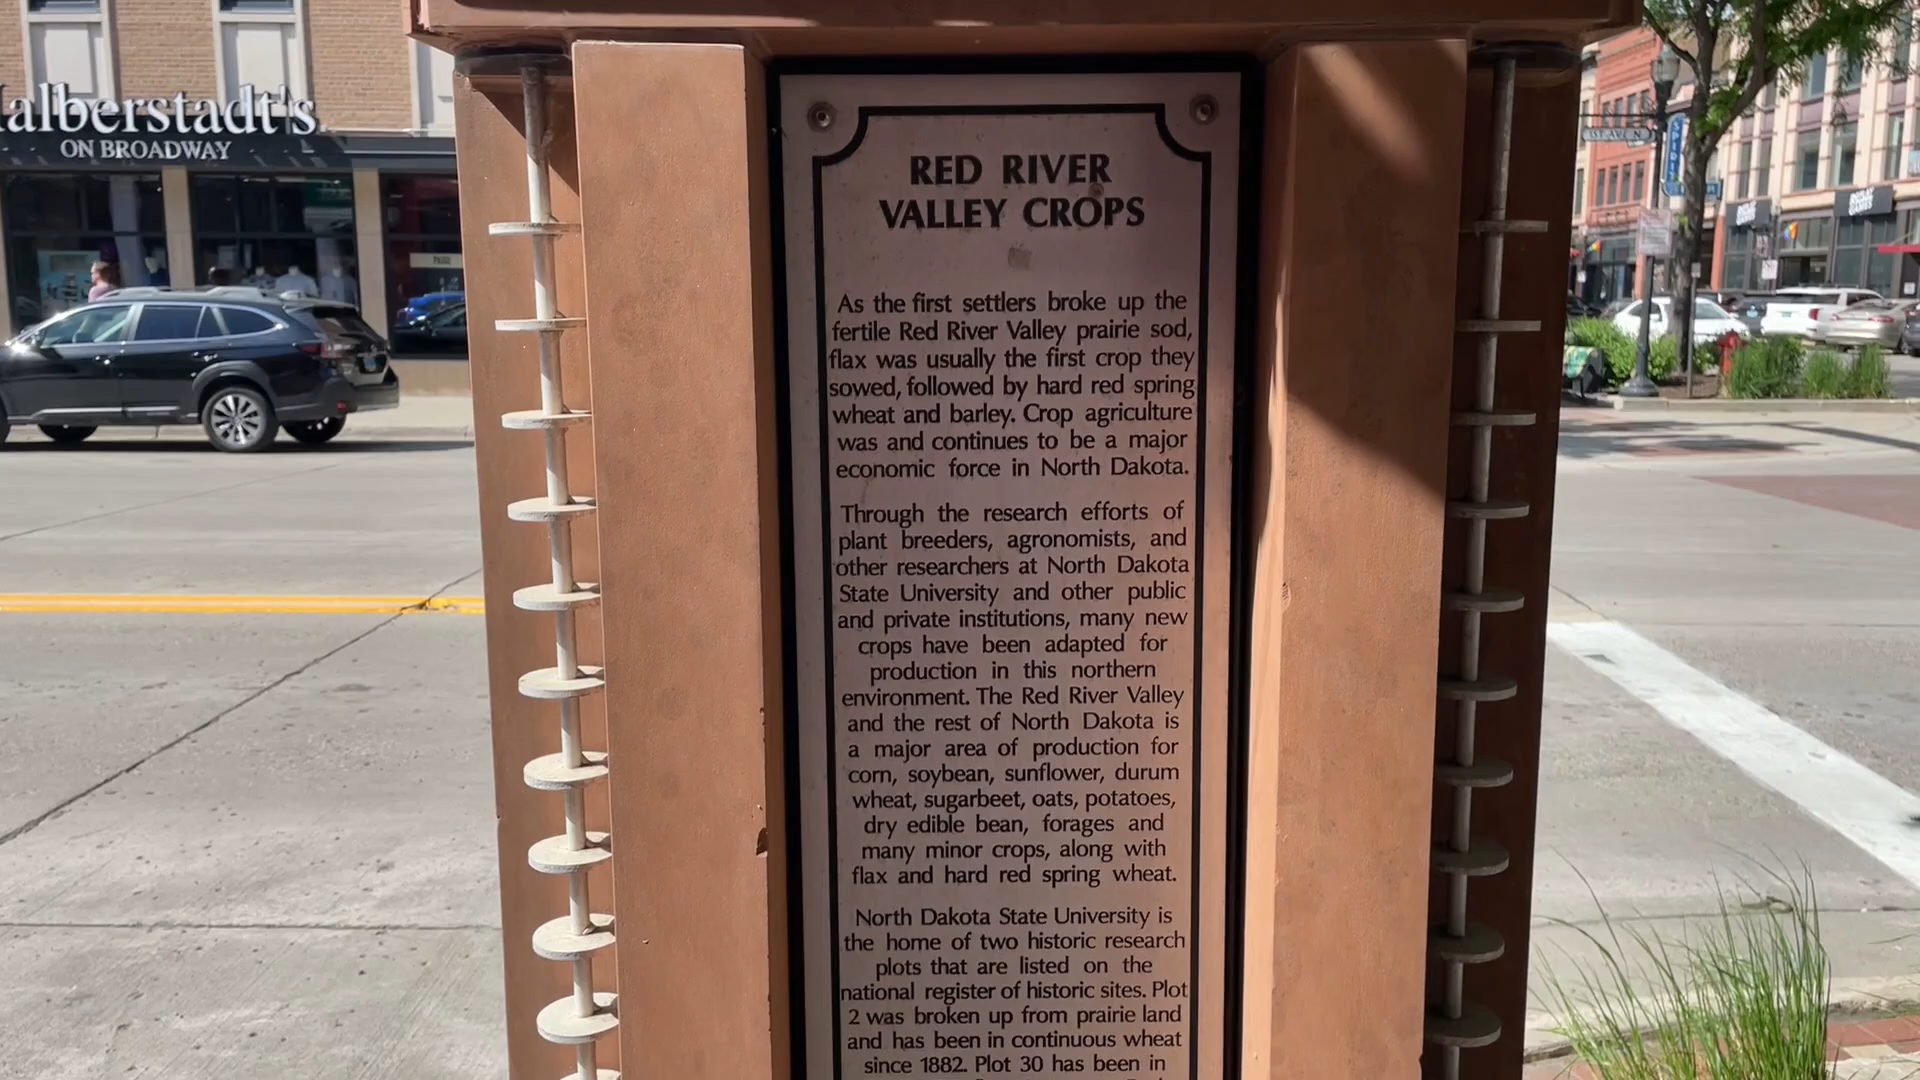 alberstadt's
ON BROADWAY
RED RIVER
VALLEY CROPS
As the first settlers broke up the
fertile Red River Valley prairie sod,
flax was usually the first crop they
sowed, followed by hard red spring
wheat and barley. Crop agriculture
was and continues to be a major
economic force in North Dakota.
Through the research efforts of
plant breeders, agronomists, and
other researchers at North Dakota
State University and other public
and private institutions, many new
crops have been adapted for
production in this northern
environment. The Red River Valley
and the rest of North Dakota is
a major area of production for
corn, soybean, sunflower, durum
wheat, sugarbeet, oats, potatoes,
dry edible bean, forages and
many minor crops, along with
flax and hard red spring wheat.
North Dakota State University is
the home of two historic research
plots that are listed on the
national register of historic sites. Plot
2 was broken up from prairie land
and has been in continuous wheat
since 1882. Plot 30 has been in
1ST AVE N